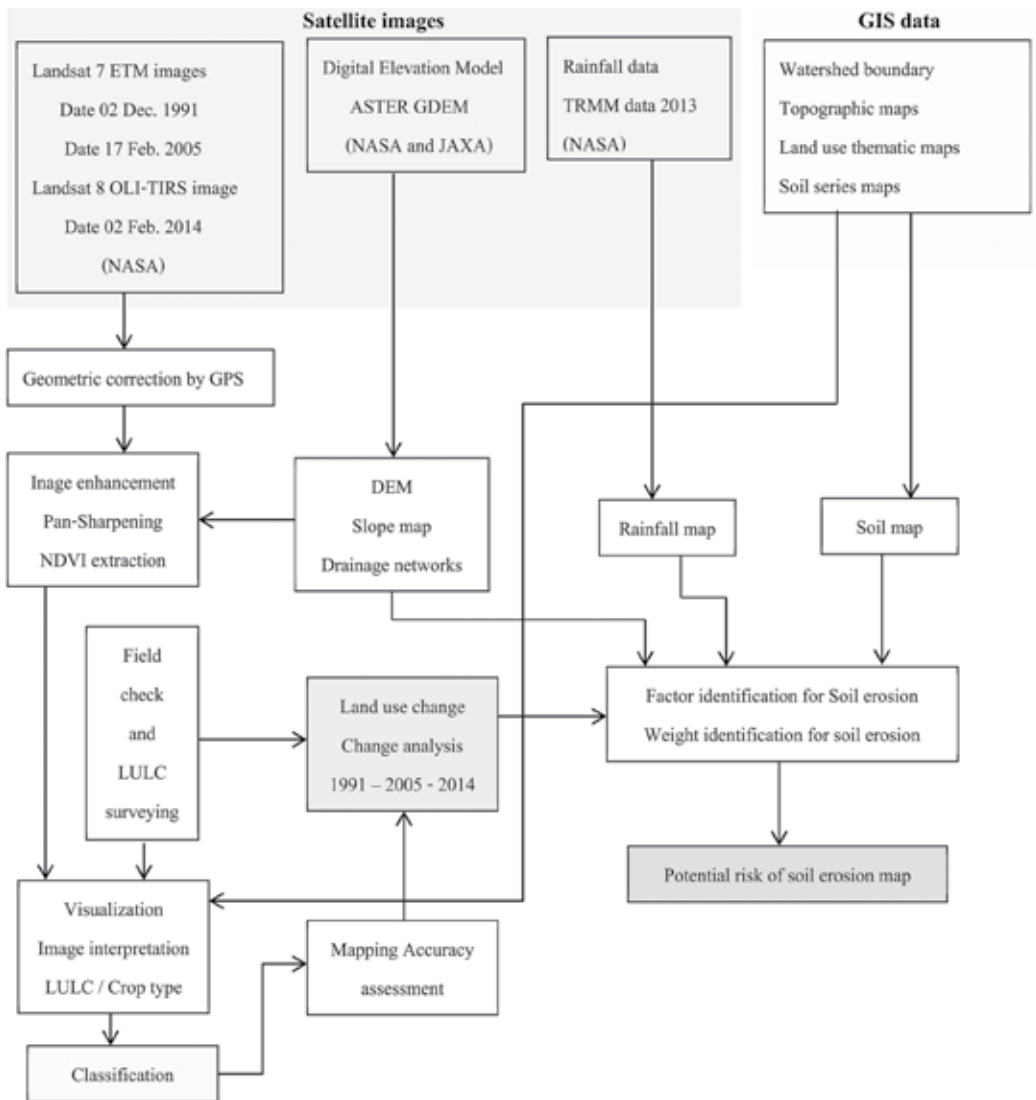 Satellite images
GIS data
Landsat 7 ETM images
Date 02 Dec. 1991
Date 17 Feb. 2005
Landsat 8 OLI-TIRS image
Date 02 Feb. 2014
(NASA)
Digital Elevation Model
ASTER GDEM
(NASA and JAXA)
Rainfall data
TRMM data 2013
(NASA)
Watershed boundary
Topographic maps
Land use thematic maps
Soil series maps
Geometric correction by GPS
Image enhancement
Pan-Sharpening
NDVI extraction
DEM
Slope map
Drainage networks
Rainfall map
Soil map
Field
check
and
LULC
surveying
Land use change
Change analysis
1991 – 2005 - 2014
Factor identification for Soil erosion
Weight identification for soil erosion
Potential risk of soil erosion map
Visualization
Image interpretation
LULC / Crop type
Mapping Accuracy
assessment
Classification